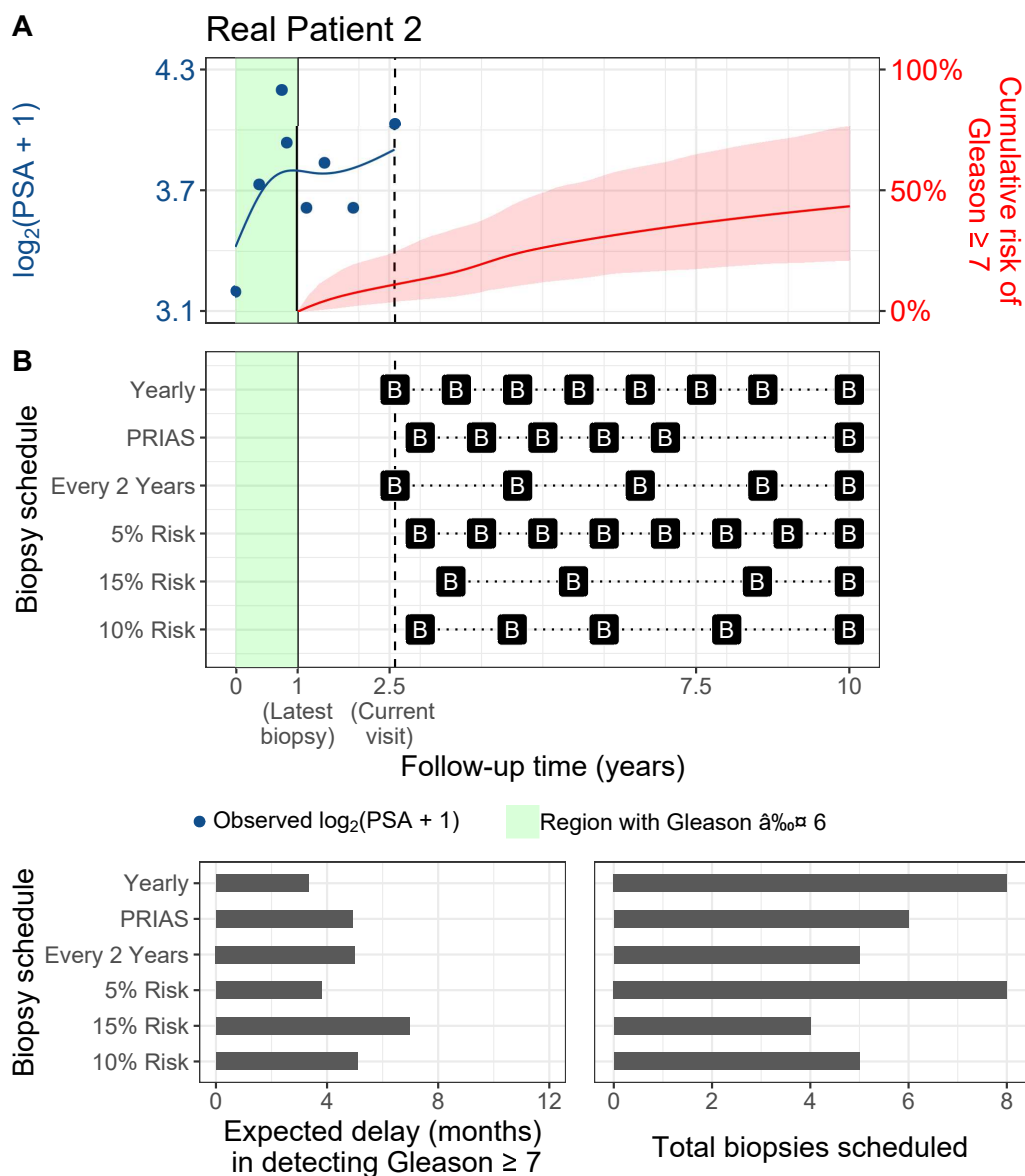 A
Real Patient 2
log₂(PSA + 1)
4.3
3.7
3.1
100%
50%
0%
Cumulative risk of
Gleason ≥ 7
B
Biopsy schedule
Yearly
B B B B B B B B
PRIAS
B B B B B B
Every 2 Years
B B B B B
5% Risk
B B B B B B B B
15% Risk
B B B B
10% Risk
B B B B B
0 1 2.5 7.5 10
(Latest (Current
biopsy) visit)
Follow-up time (years)
Observed log₂(PSA + 1)
Region with Gleason â‰¤ 6
Biopsy schedule
Yearly
PRIAS
Every 2 Years
5% Risk
15% Risk
10% Risk
0 4 8 12
Expected delay (months)
in detecting Gleason ≥ 7
0 2 4 6 8
Total biopsies scheduled